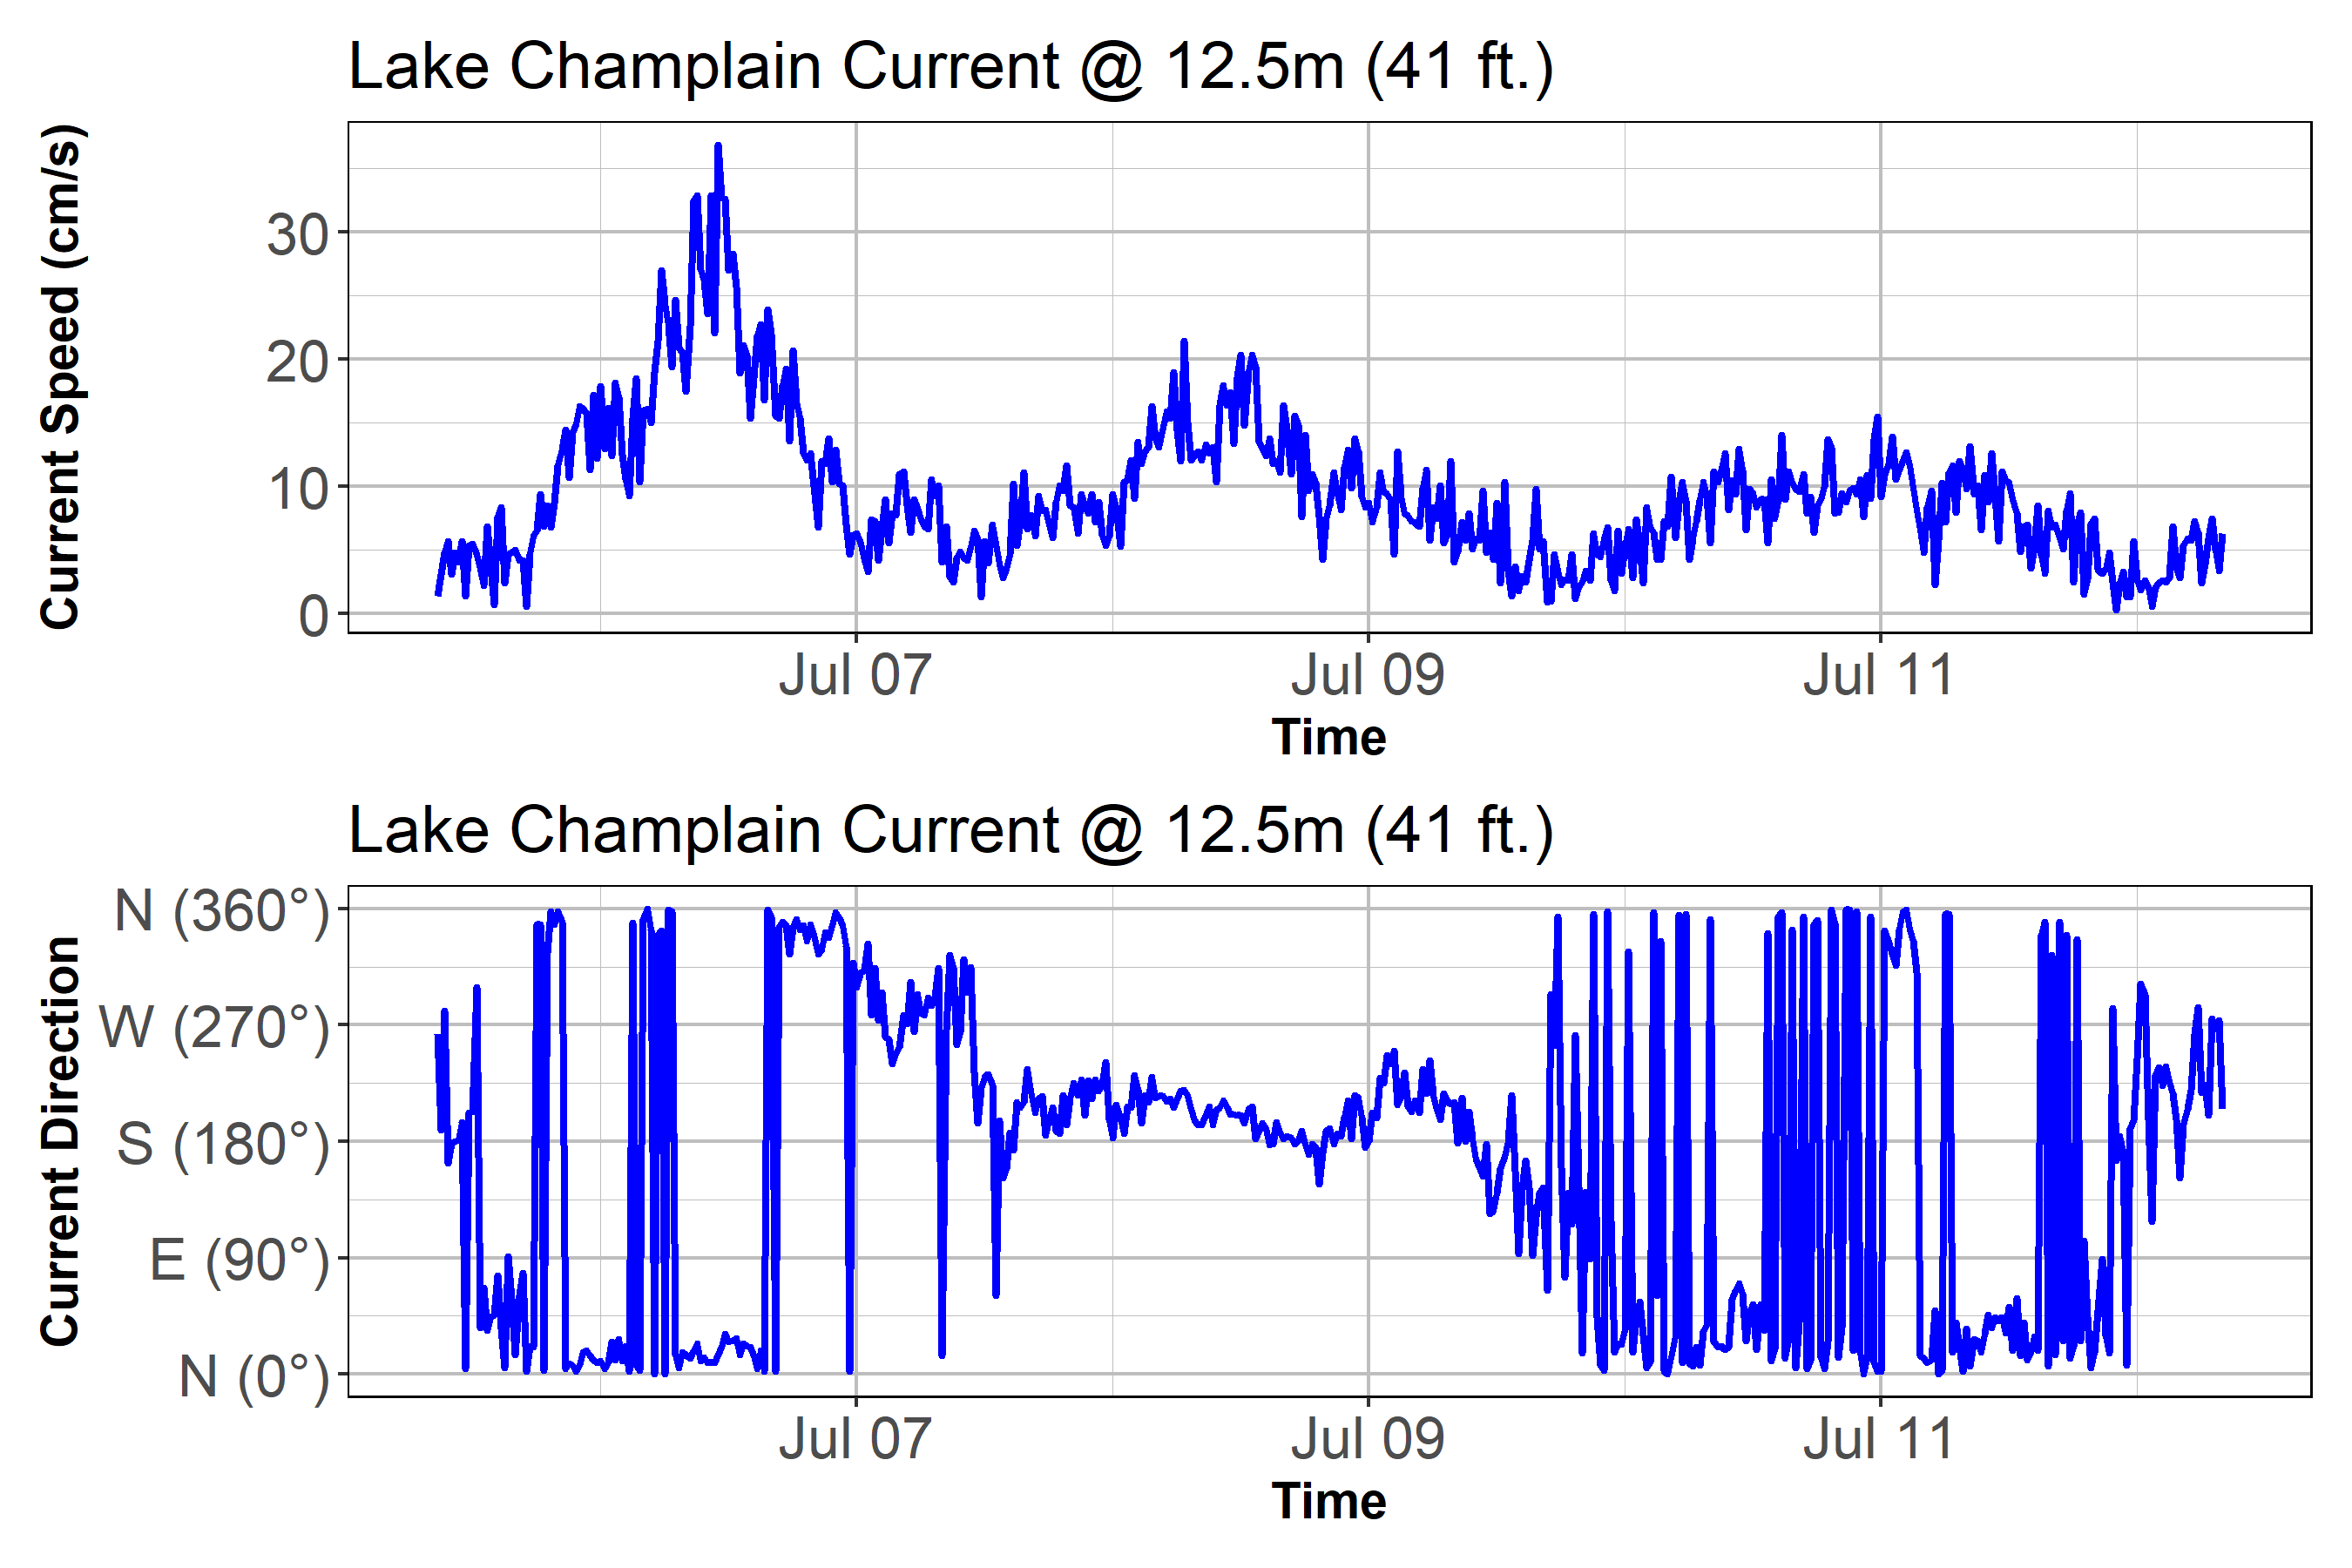 Lake Champlain Current @ 12.5m (41 ft.)
Current Speed (cm/s)
30
20
10
0
Jul 07 Jul 09 Jul 11
Time
Lake Champlain Current @ 12.5m (41 ft.)
Current Direction
N (360°)
W (270°)
S (180°)
E (90°)
N (0°)
Jul 07 Jul 09 Jul 11
Time